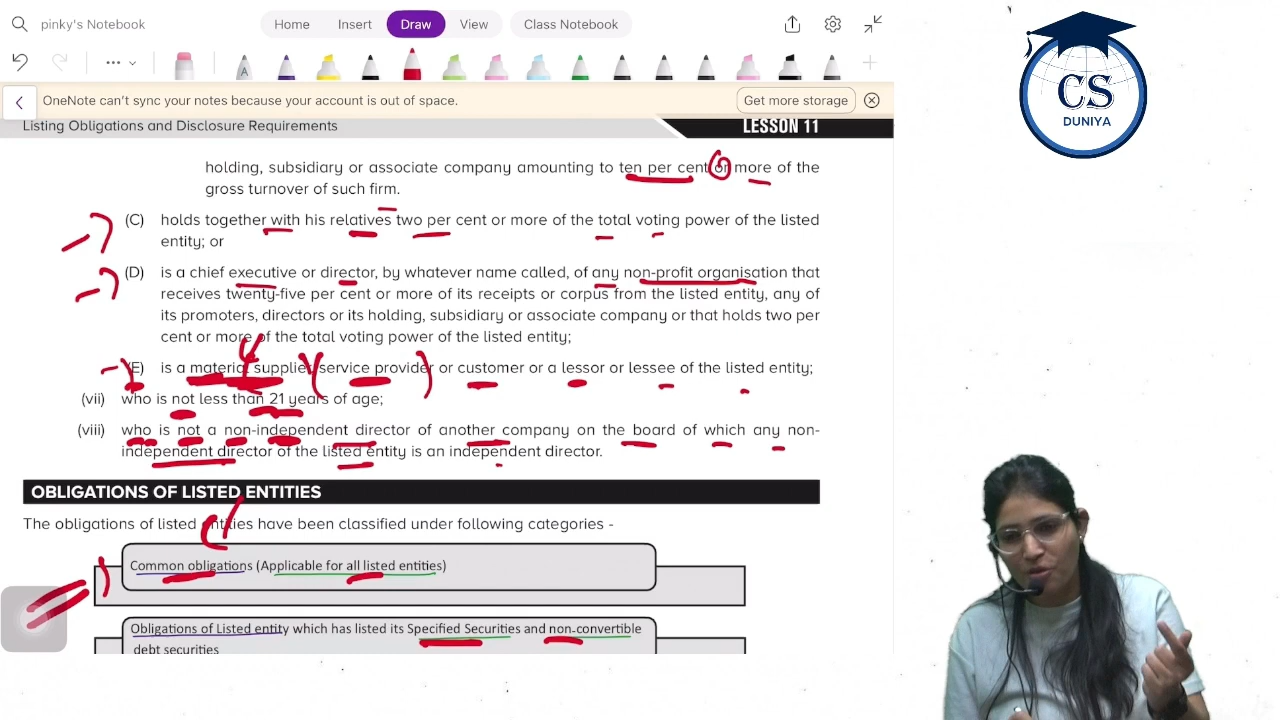 pinky's Notebook
Home Insert Draw View Class Notebook
A
OneNote can't sync your notes because your account is out of space.
Get more storage
Listing Obligations and Disclosure Requirements
LESSON 11
CS
DUNIYA
holding, subsidiary or associate company amounting to ten per cent or more of the
gross turnover of such firm.
(C) holds together with his relatives two per cent or more of the total voting power of the listed
entity; or
(D) is a chief executive or director, by whatever name called, of any non-profit organisation that
receives twenty-five per cent or more of its receipts or corpus from the listed entity, any of
its promoters, directors or its holding, subsidiary or associate company or that holds two per
cent or more of the total voting power of the listed entity;
(E) is a material supplier, service provider or customer or a lessor or lessee of the listed entity;
(vii) who is not less than 21 years of age;
(viii) who is not a non-independent director of another company on the board of which any non-
independent director of the listed entity is an independent director.
OBLIGATIONS OF LISTED ENTITIES
The obligations of listed entities have been classified under following categories -
Common obligations (Applicable for all listed entities)
Obligations of Listed entity which has listed its Specified Securities and non-convertible
debt securities